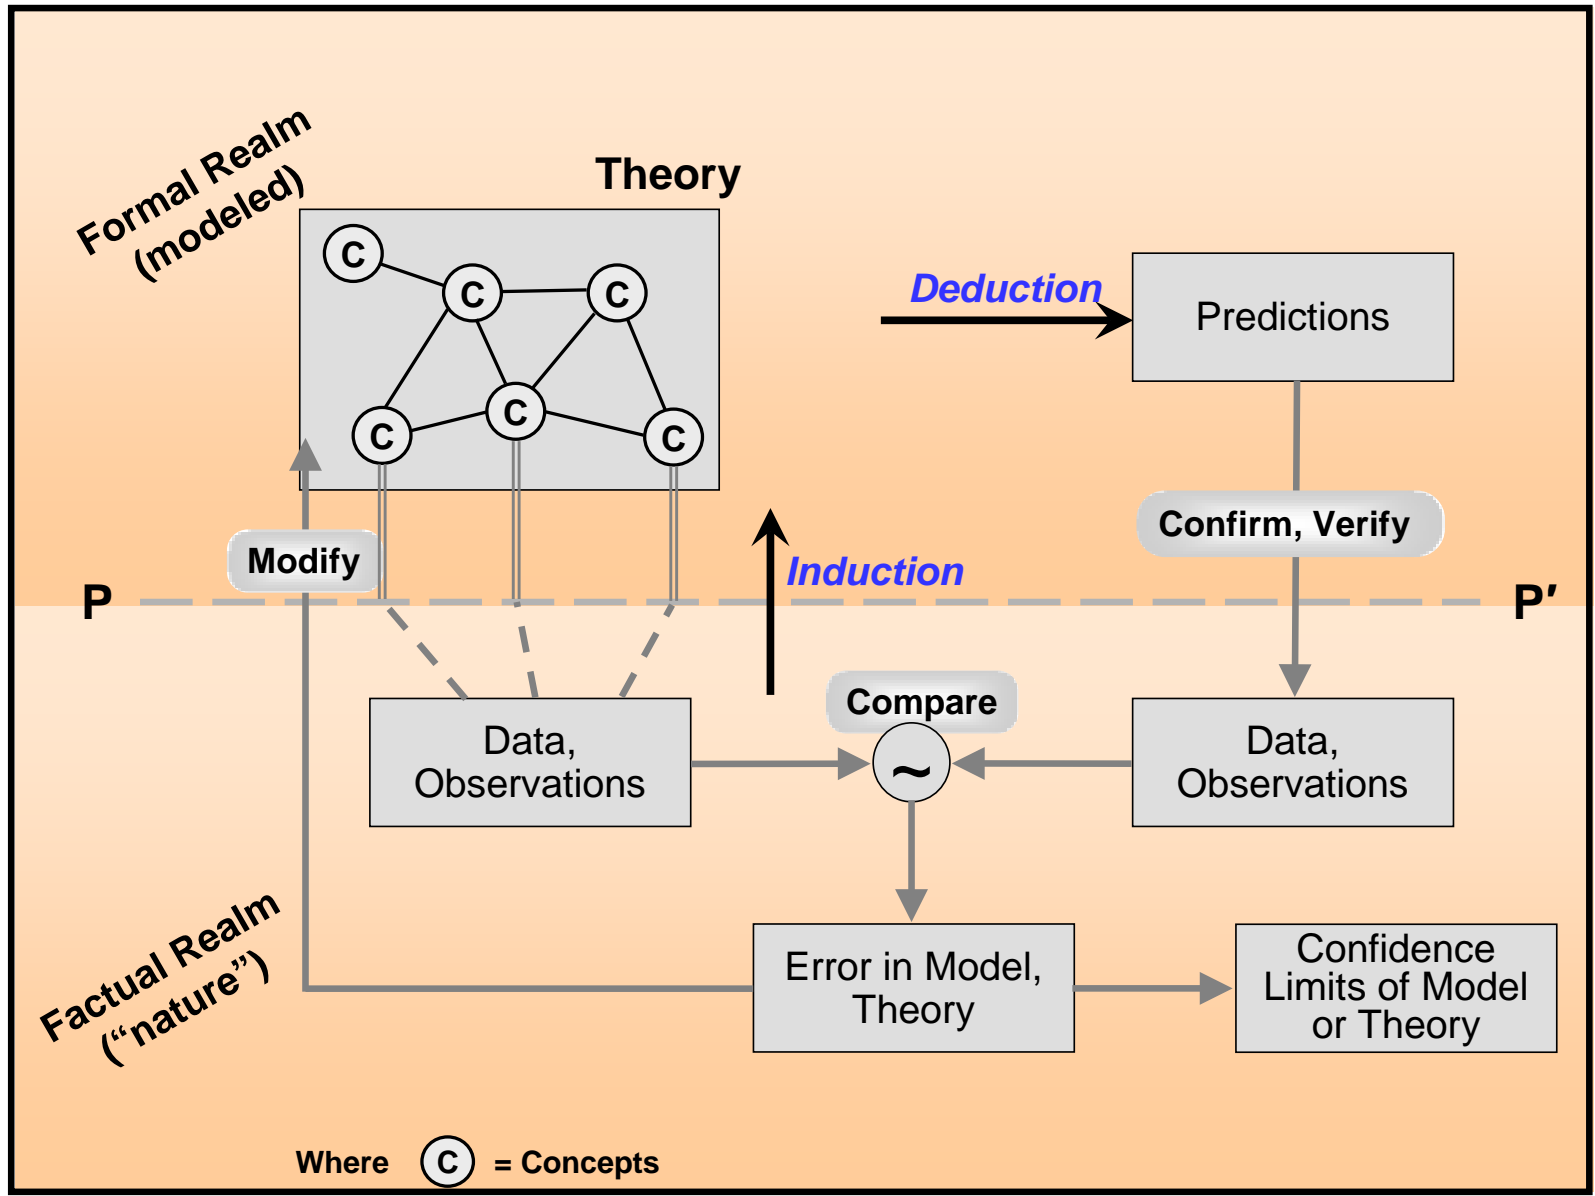 Formal Realm
(modeled)
Theory
C
C
C
C
C
C
Deduction
Predictions
Confirm, Verify
Modify
Induction
P
P′
Compare
Data,
Observations
~
Data,
Observations
Factual Realm
(“nature”)
Error in Model,
Theory
Confidence
Limits of Model
or Theory
Where C = Concepts